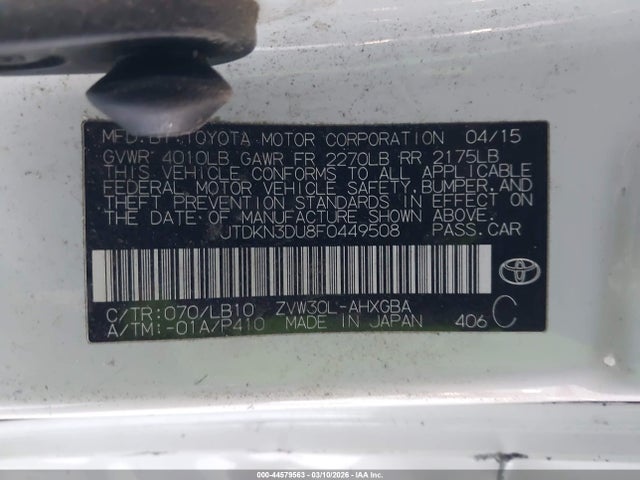 MFD. BY: TOYOTA MOTOR CORPORATION 04/15
GVWR 4010LB GAWR FR 2270LB RR 2175LB
THIS VEHICLE CONFORMS TO ALL APPLICABLE
FEDERAL MOTOR VEHICLE SAFETY, BUMPER, AND
THEFT PREVENTION STANDARDS IN EFFECT ON
THE DATE OF MANUFACTURE SHOWN ABOVE.
JTDKN3DU8F0449508 PASS. CAR
C/TR: 070/LB10 ZVW30L-AHXGBA
A/TM: -01A/P410 MADE IN JAPAN 406 C
000-44579563 - 03/10/2026 - IAAI.CA